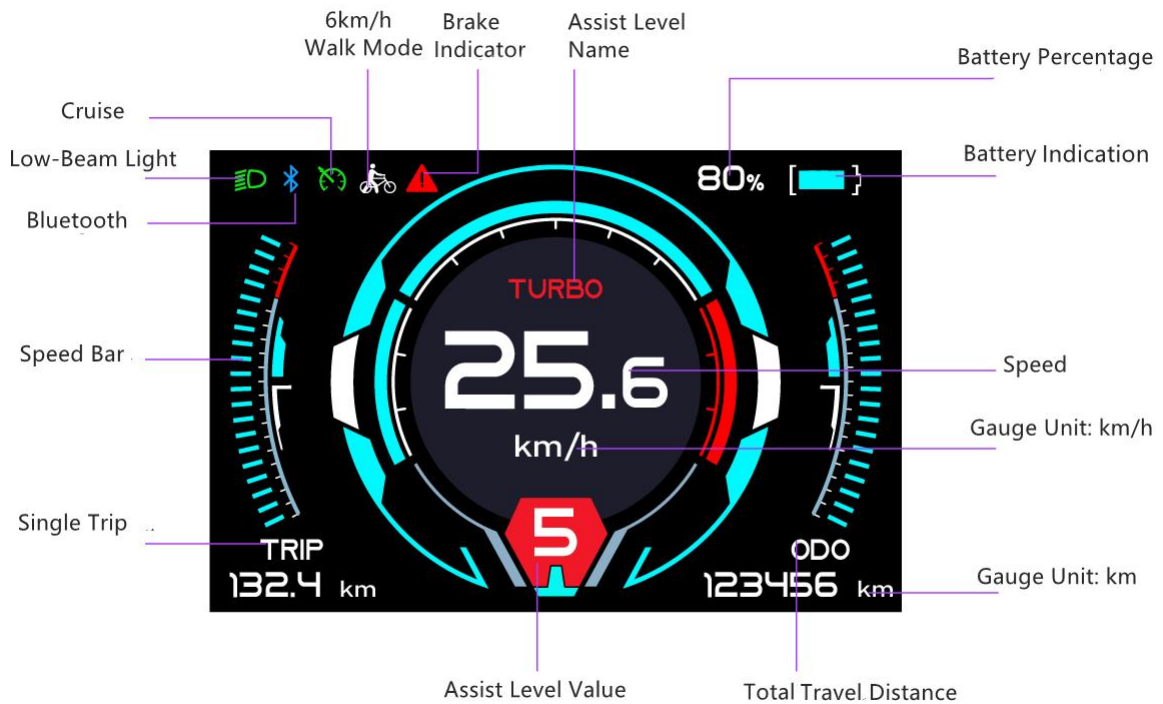 6km/h
Walk Mode
Brake
Indicator
Assist Level
Name
Battery Percentage
Cruise
Low-Beam Light
Battery Indication
80%
Bluetooth
TURBO
Speed Bar
25.6
Speed
km/h
Gauge Unit: km/h
Single Trip
5
TRIP
ODO
132.4 km
123456 km
Gauge Unit: km
Assist Level Value
Total Travel Distance